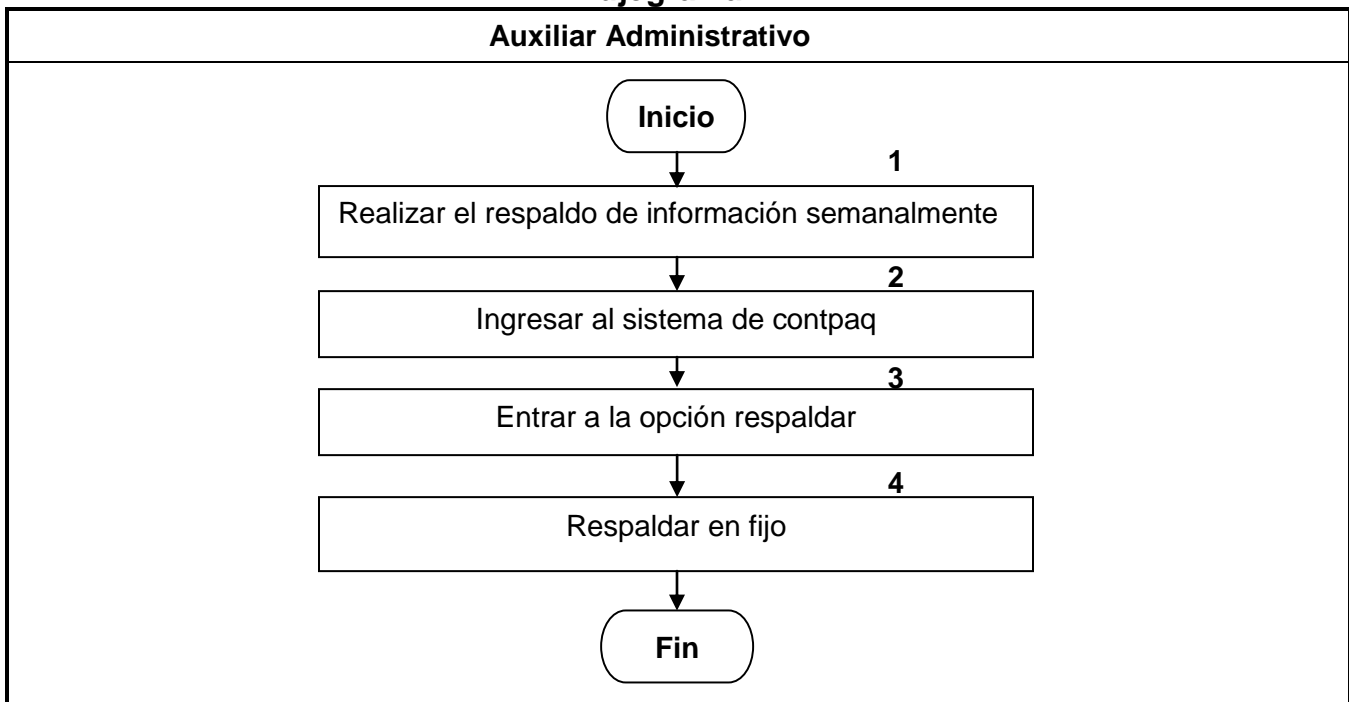 Auxiliar Administrativo
Inicio
1
Realizar el respaldo de información semanalmente
2
Ingresar al sistema de contpaq
3
Entrar a la opción respaldar
4
Respaldar en fijo
Fin